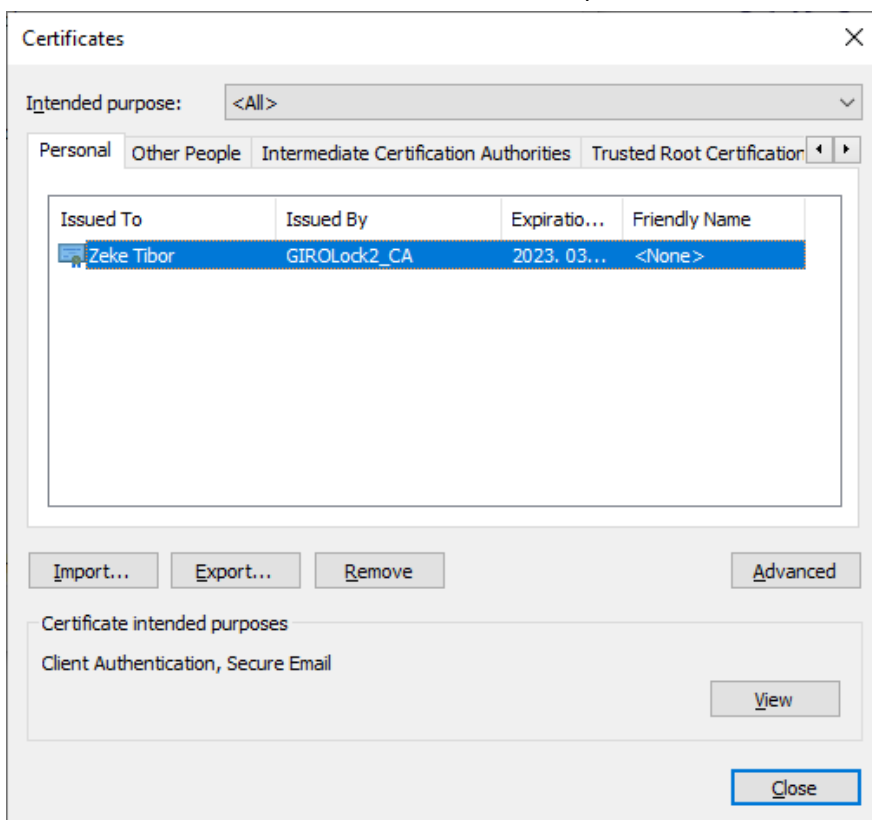 Certificates
Intended purpose: <All>
Personal Other People Intermediate Certification Authorities Trusted Root Certification
Issued To Issued By Expiratio... Friendly Name
Zeke Tibor GIROLock2_CA 2023. 03... <None>
Import... Export... Remove Advanced
Certificate intended purposes
Client Authentication, Secure Email
View
Close